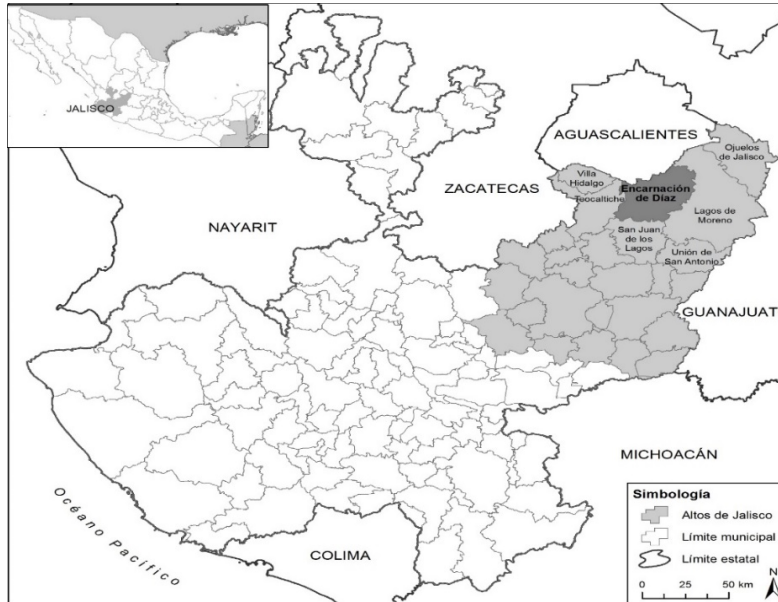 JALISCO
AGUASCALIENTES
Ojuelos
de Jalisco
Villa
Hidalgo
ZACATECAS
Encarnación
de Díaz
Teocaltiche
Lagos de
Moreno
NAYARIT
San Juan
de los
Lagos
Unión de
San Antonio
GUANAJUAT
MICHOACÁN
Océano Pacífico
COLIMA
Simbología
Altos de Jalisco
Límite municipal
Límite estatal
N
0 25 50 km